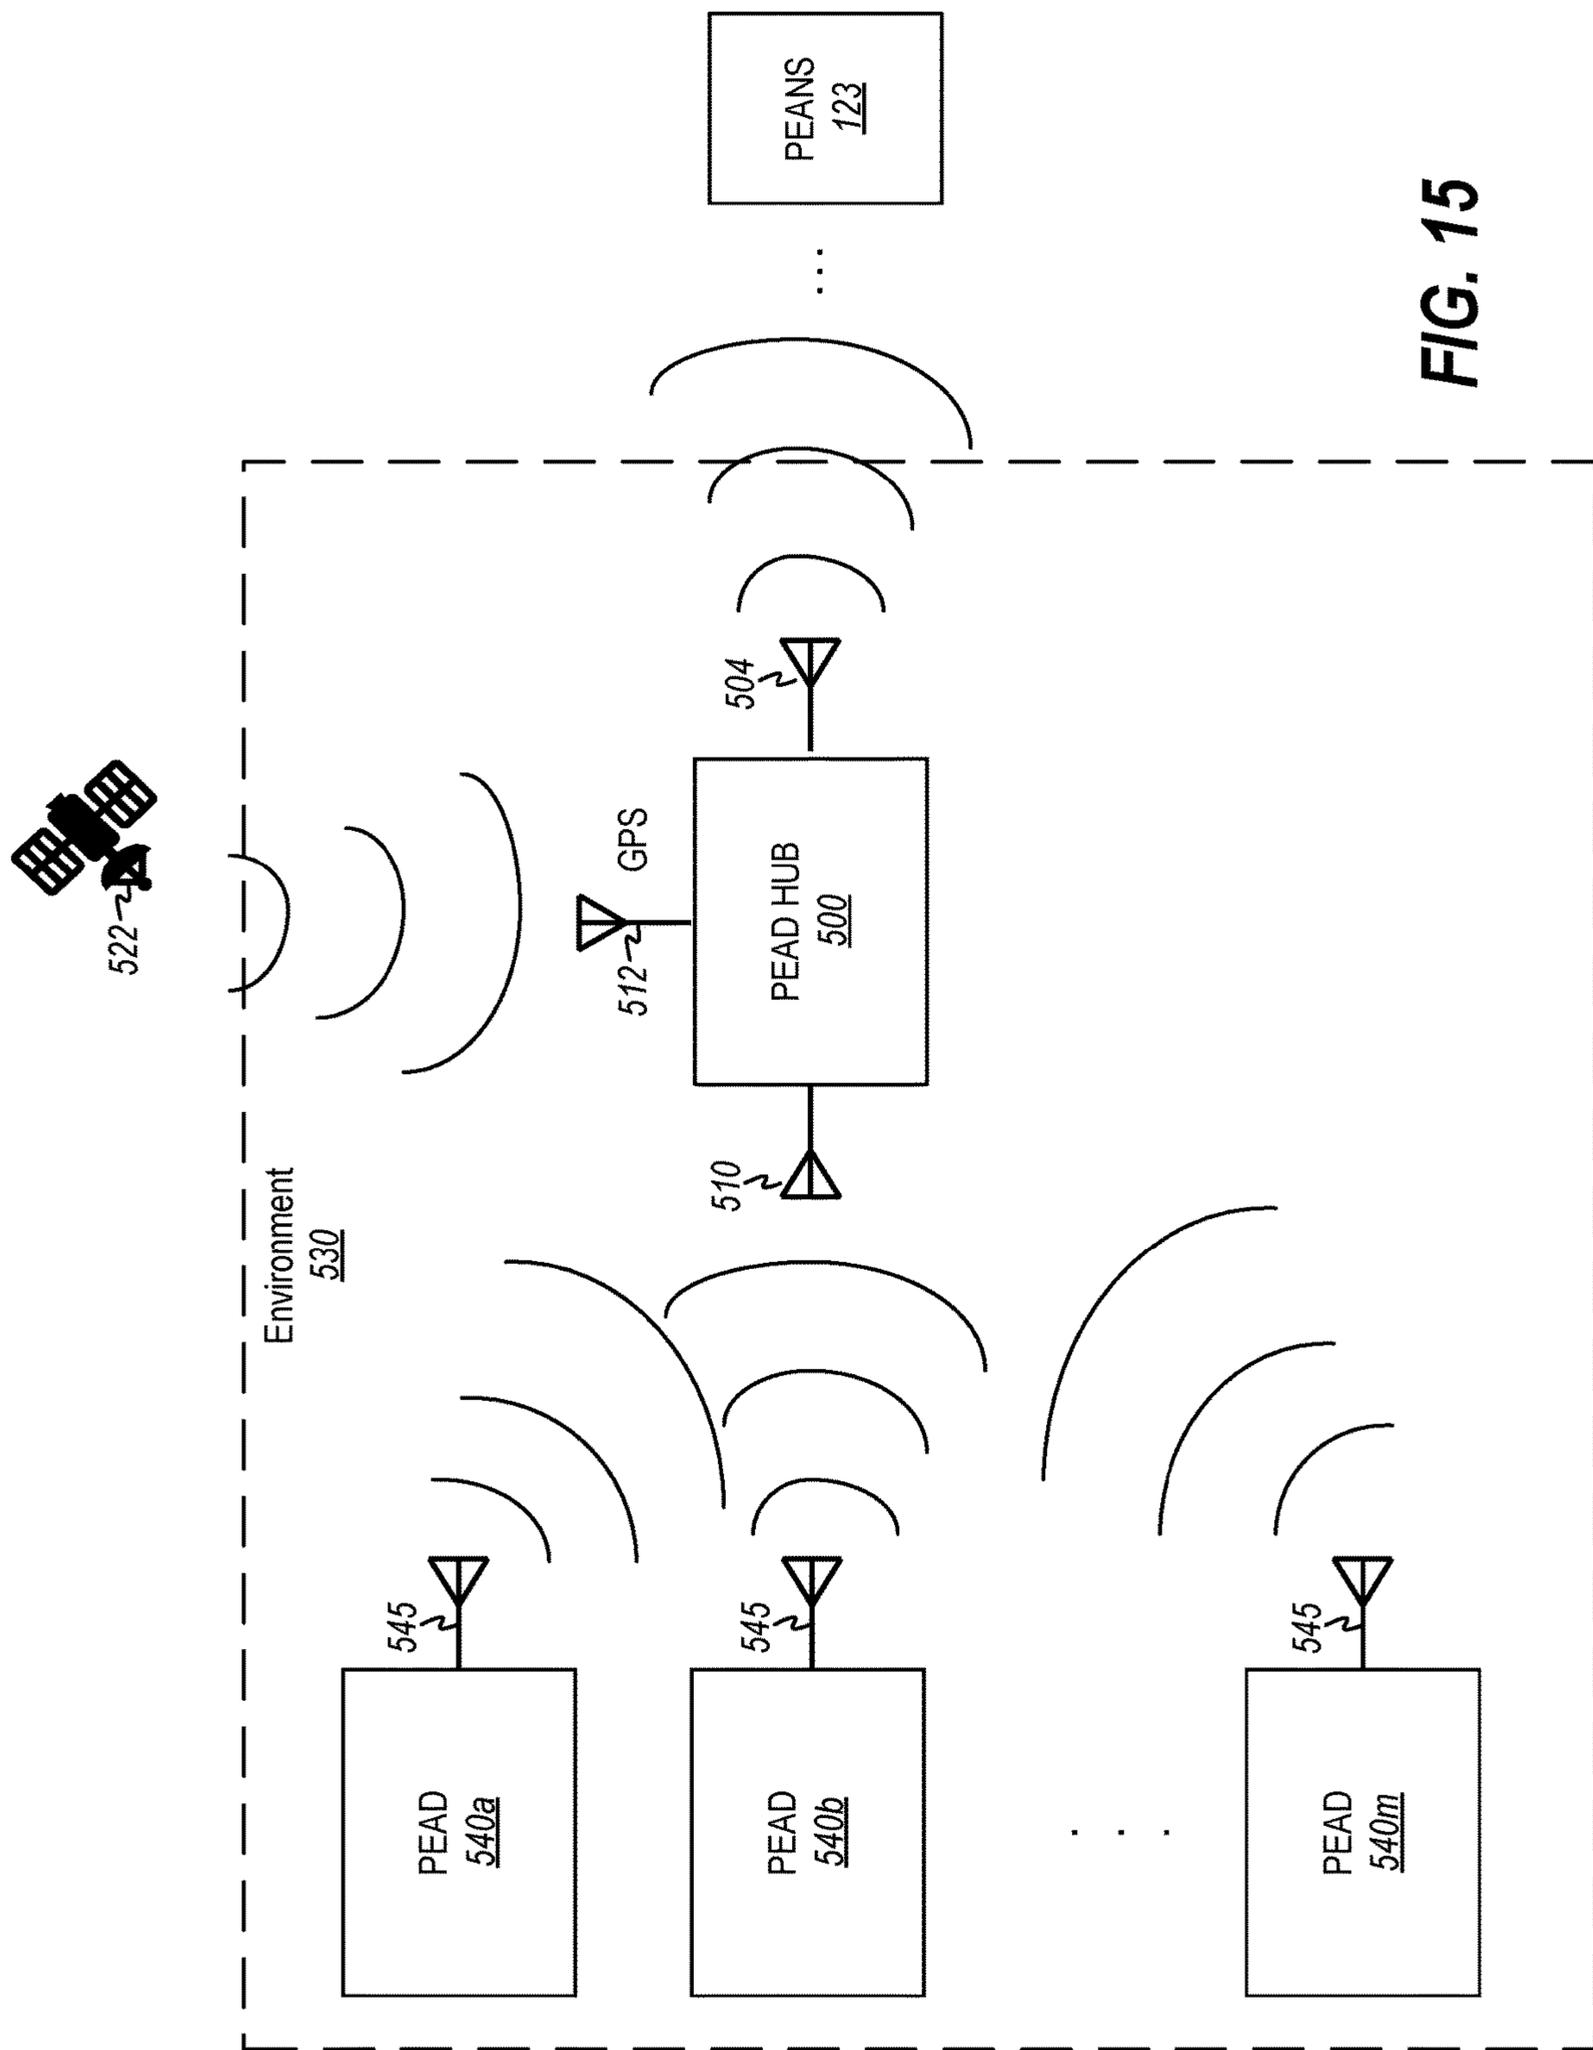 522
Environment
530
GPS
512
PEAD HUB
500
510
504
PEANS
123
...
PEAD
540a
545
PEAD
540b
545
. . .
PEAD
540m
545
FIG. 15